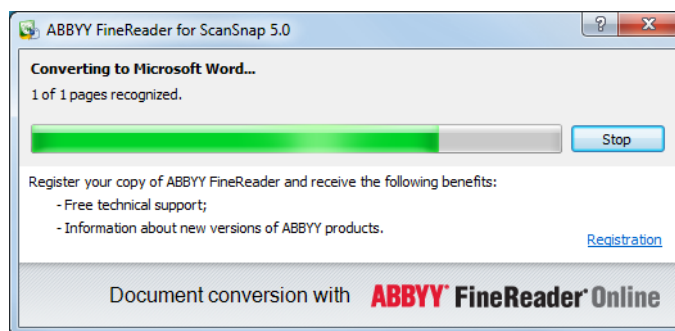 ABBYY FineReader for ScanSnap 5.0
Converting to Microsoft Word...
1 of 1 pages recognized.
Stop
Register your copy of ABBYY FineReader and receive the following benefits:
- Free technical support;
- Information about new versions of ABBYY products.
Registration
Document conversion with ABBYY FineReader Online